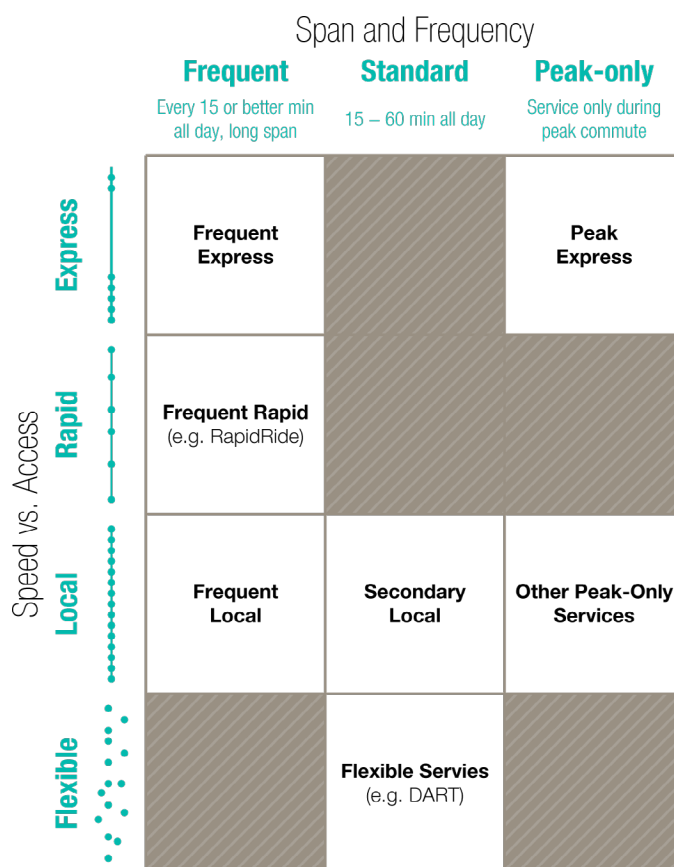 Span and Frequency
Frequent
Standard
Peak-only
Every 15 or better min
all day, long span
15 – 60 min all day
Service only during
peak commute
Speed vs. Access
Express
Frequent
Express
Peak
Express
Rapid
Frequent Rapid
(e.g. RapidRide)
Local
Frequent
Local
Secondary
Local
Other Peak-Only
Services
Flexible
Flexible Servies
(e.g. DART)